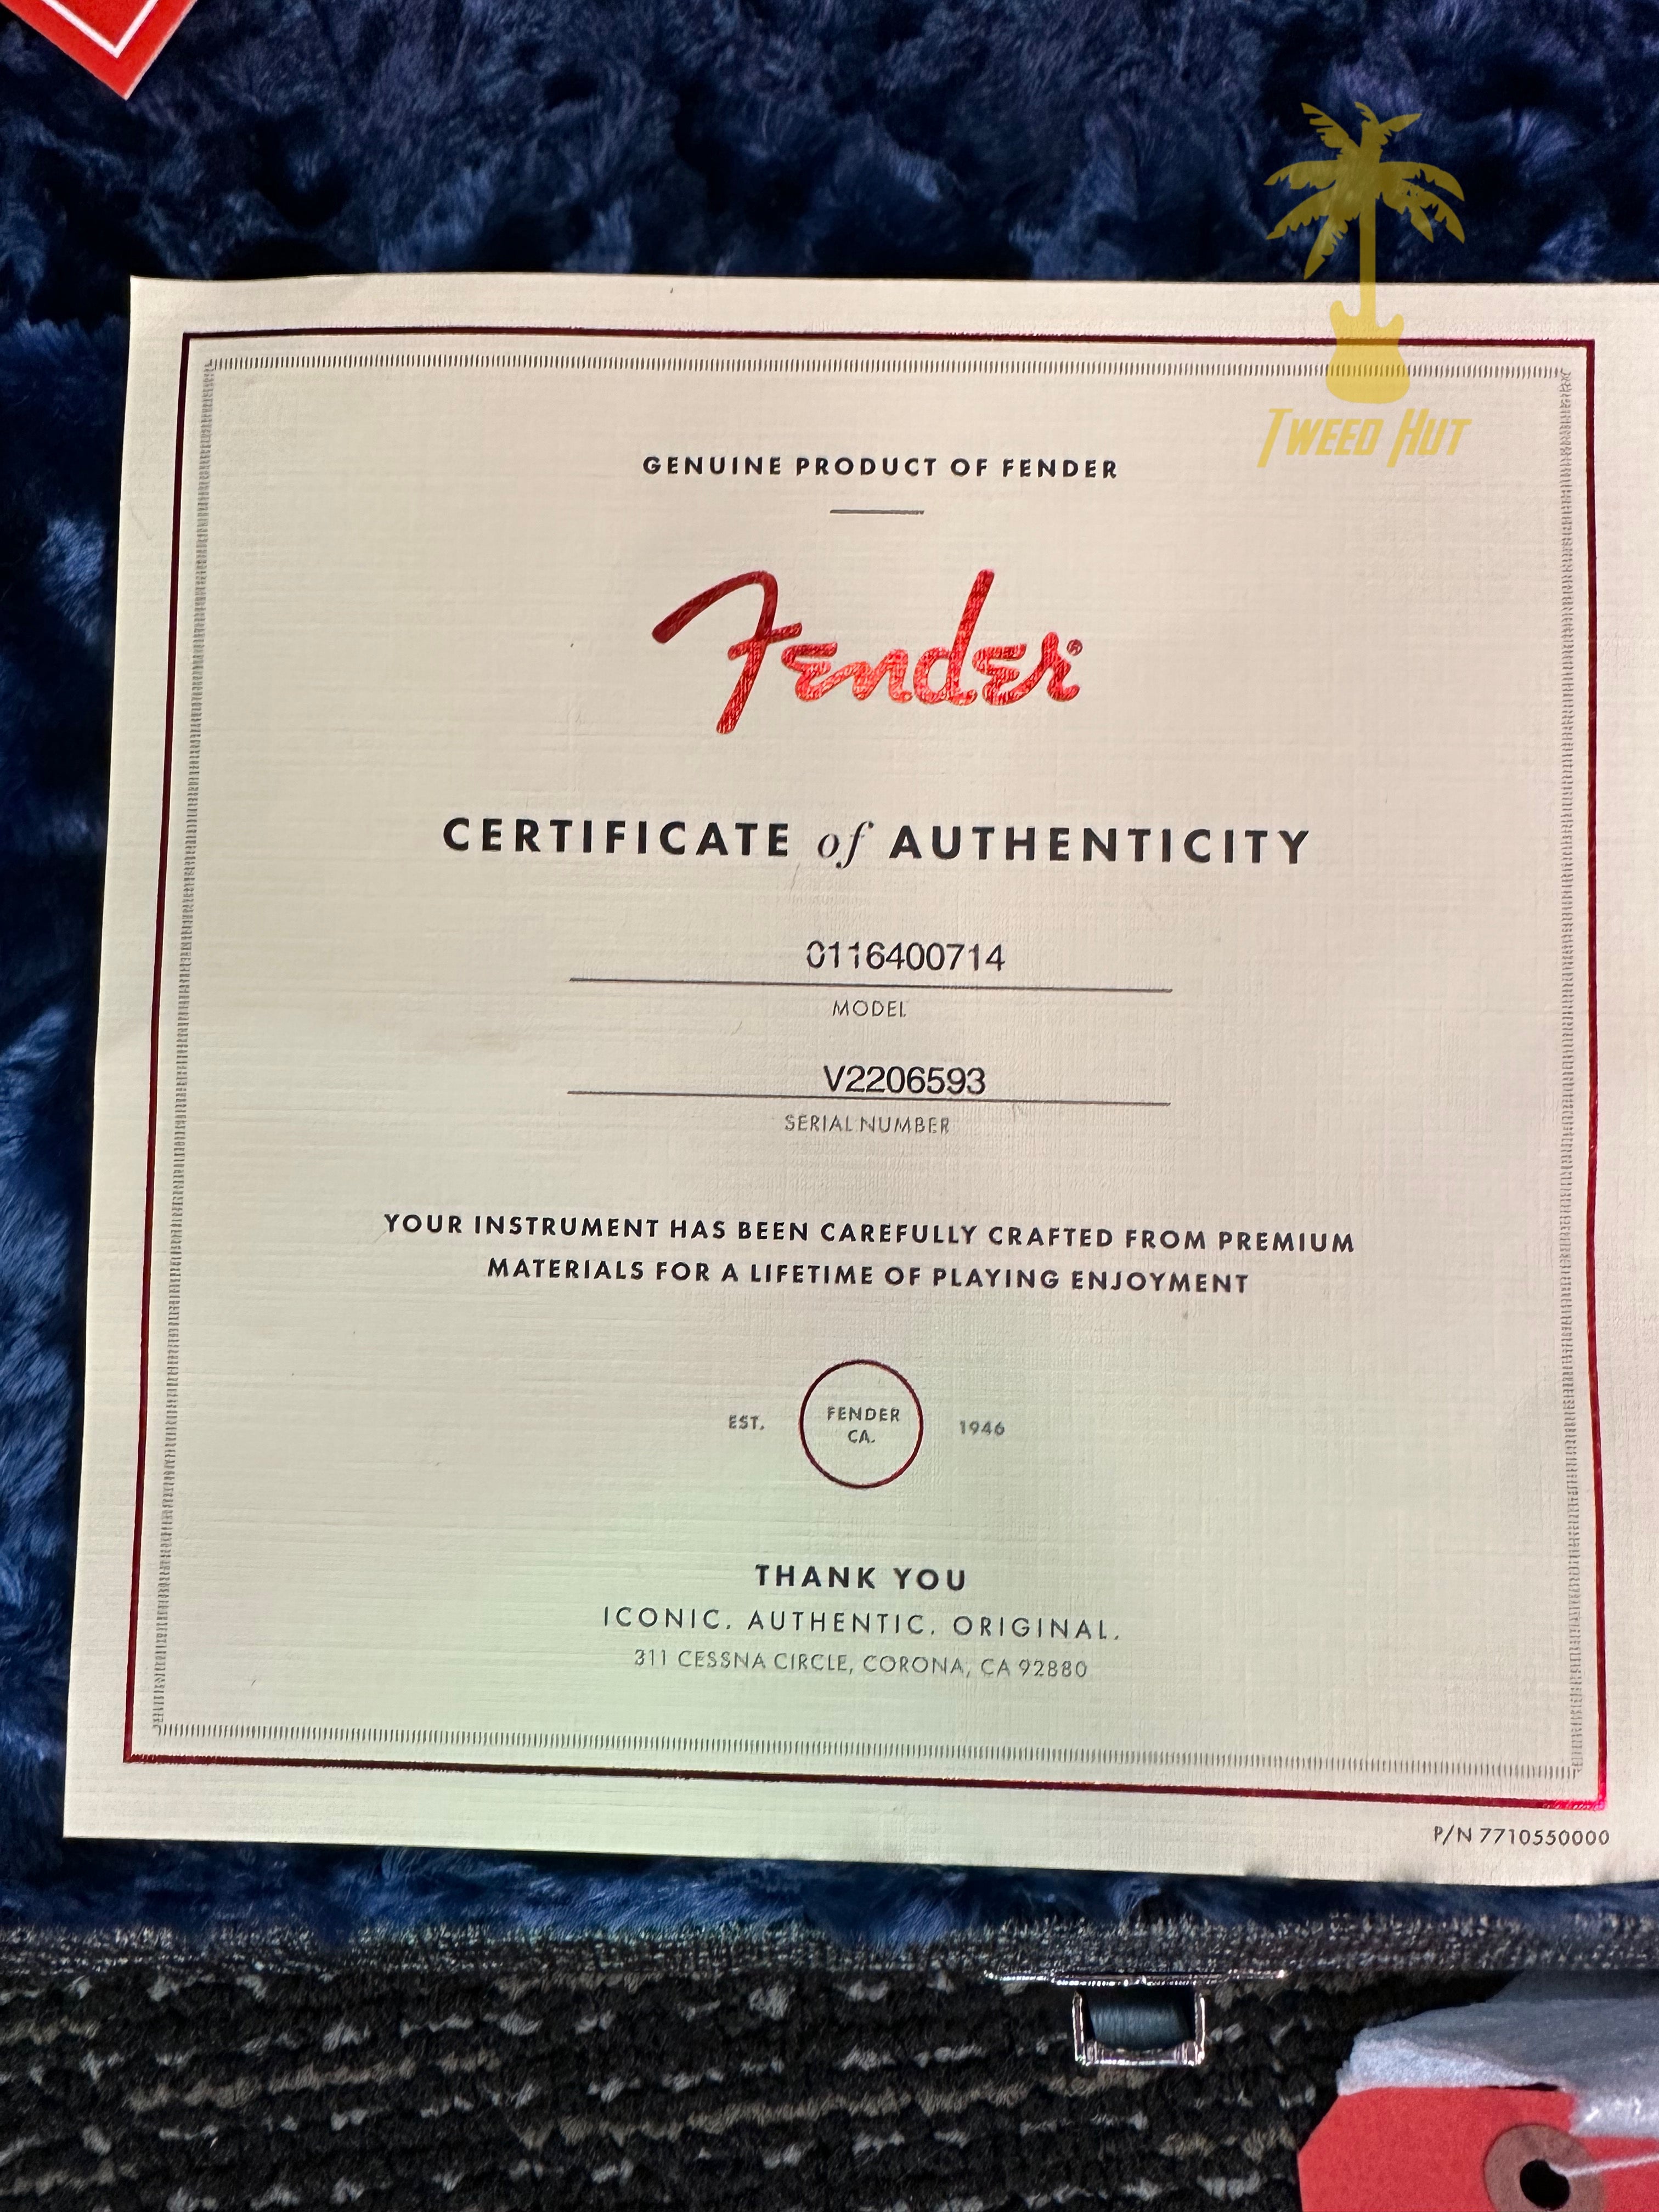 TWEED HUT
GENUINE PRODUCT OF FENDER
Fender®
CERTIFICATE of AUTHENTICITY
0116400714
MODEL
V2206593
SERIAL NUMBER
YOUR INSTRUMENT HAS BEEN CAREFULLY CRAFTED FROM PREMIUM
MATERIALS FOR A LIFETIME OF PLAYING ENJOYMENT
EST. FENDER CA. 1946
THANK YOU
ICONIC. AUTHENTIC. ORIGINAL.
311 CESSNA CIRCLE, CORONA, CA 92880
P/N 7710550000